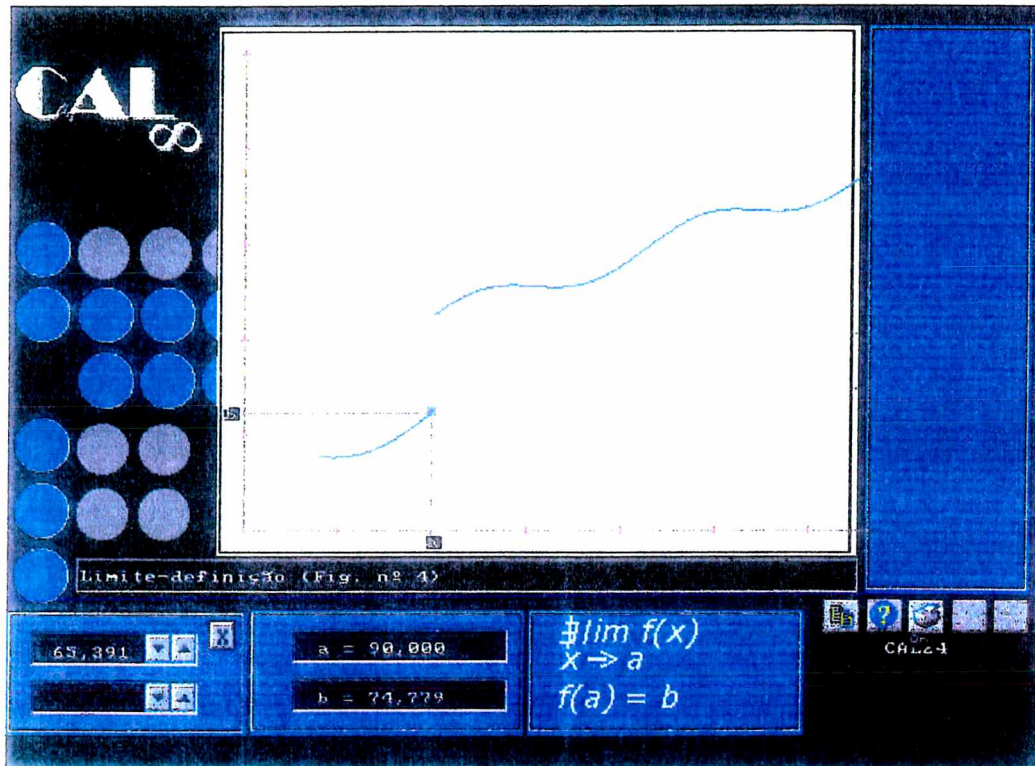 CAL
∞
Limite-definição (Fig. nº 4)
65,391
X
a = 90,000
b = 74,779
∄ lim f(x)
x → a
f(a) = b
?
CAL24